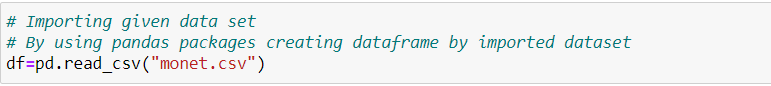 # Importing given data set
# By using pandas packages creating dataframe by imported dataset
df=pd.read_csv("monet.csv")